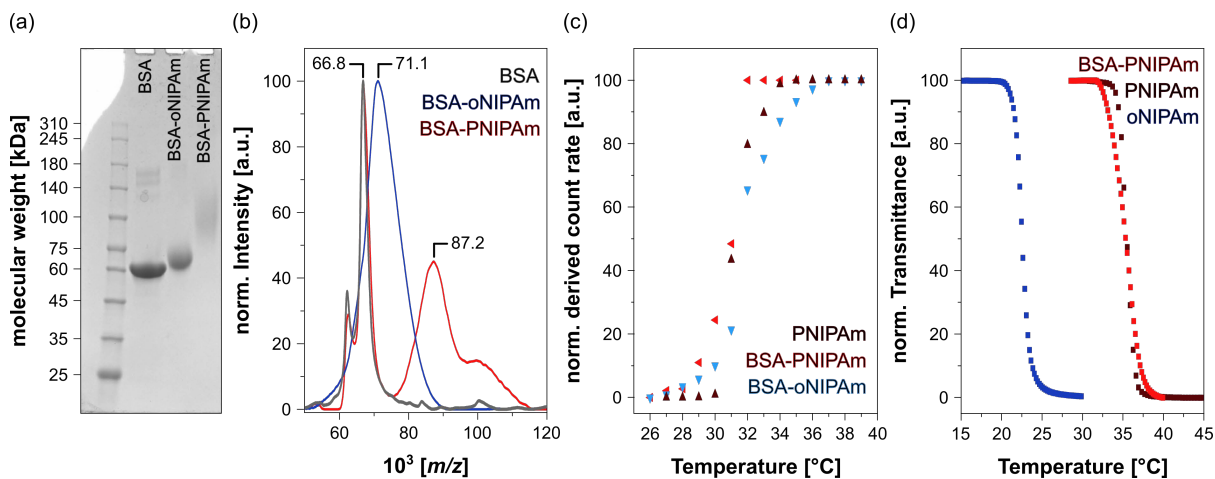 (a)
(b)
(c)
(d)
molecular weight [kDa]
310
245
180
140
100
75
60
45
35
25
BSA
BSA-oNIPAm
BSA-PNIPAm
norm. Intensity [a.u.]
100
80
60
40
20
0
66.8
71.1
87.2
BSA
BSA-oNIPAm
BSA-PNIPAm
60
80
100
120
10³ [m/z]
norm. derived count rate [a.u.]
100
80
60
40
20
0
PNIPAm
BSA-PNIPAm
BSA-oNIPAm
26 28 30 32 34 36 38 40
Temperature [°C]
norm. Transmittance [a.u.]
100
80
60
40
20
0
BSA-PNIPAm
PNIPAm
oNIPAm
15 20 25 30 35 40 45
Temperature [°C]